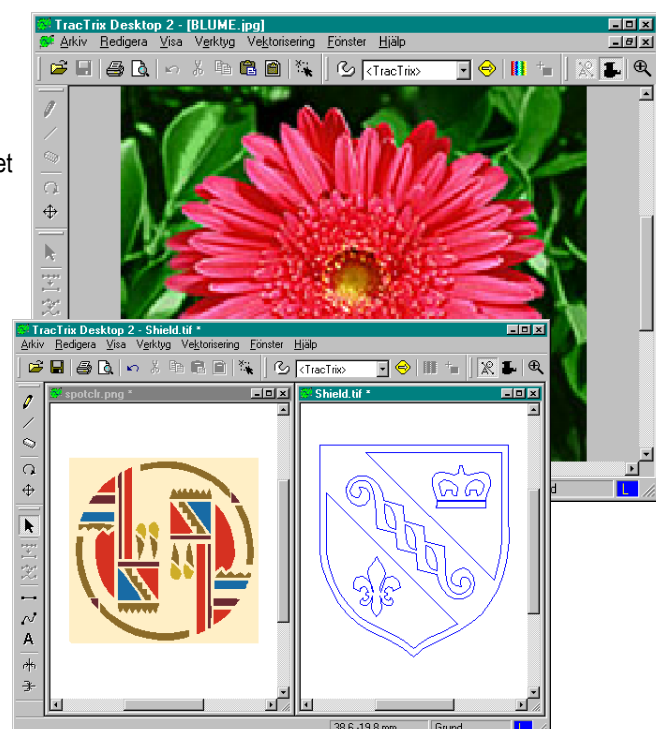 TracTrix Desktop 2 - [BLUME.jpg]
Arkiv Redigera Visa Verktyg Vektorisering Fönster Hjälp
<TracTrix>
et
TracTrix Desktop 2 - Shield.tif *
Arkiv Redigera Visa Verktyg Vektorisering Fönster Hjälp
<TracTrix>
spotclr.png *
Shield.tif *
A
d
L
38.6,-19.8 mm
Grund
L